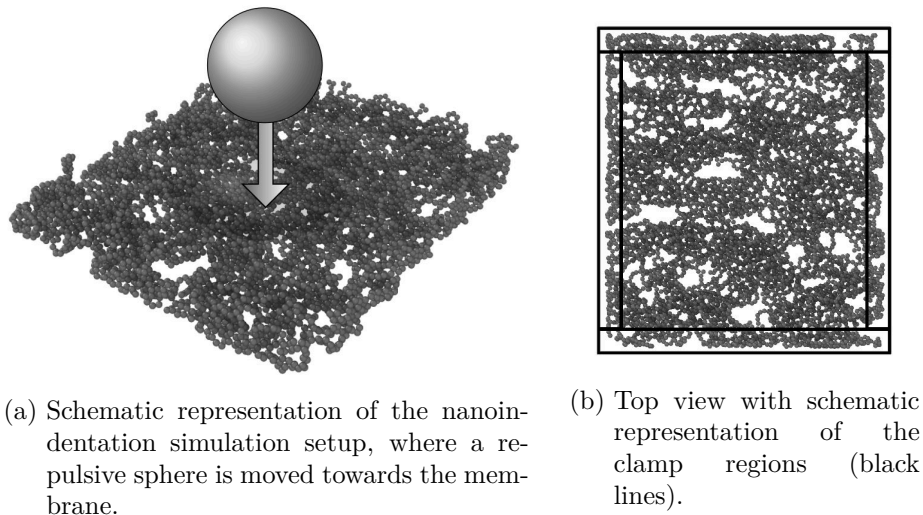 (a) Schematic representation of the nanoin-
dentation simulation setup, where a re-
pulsive sphere is moved towards the mem-
brane.
(b) Top view with schematic
representation of the
clamp regions (black
lines).